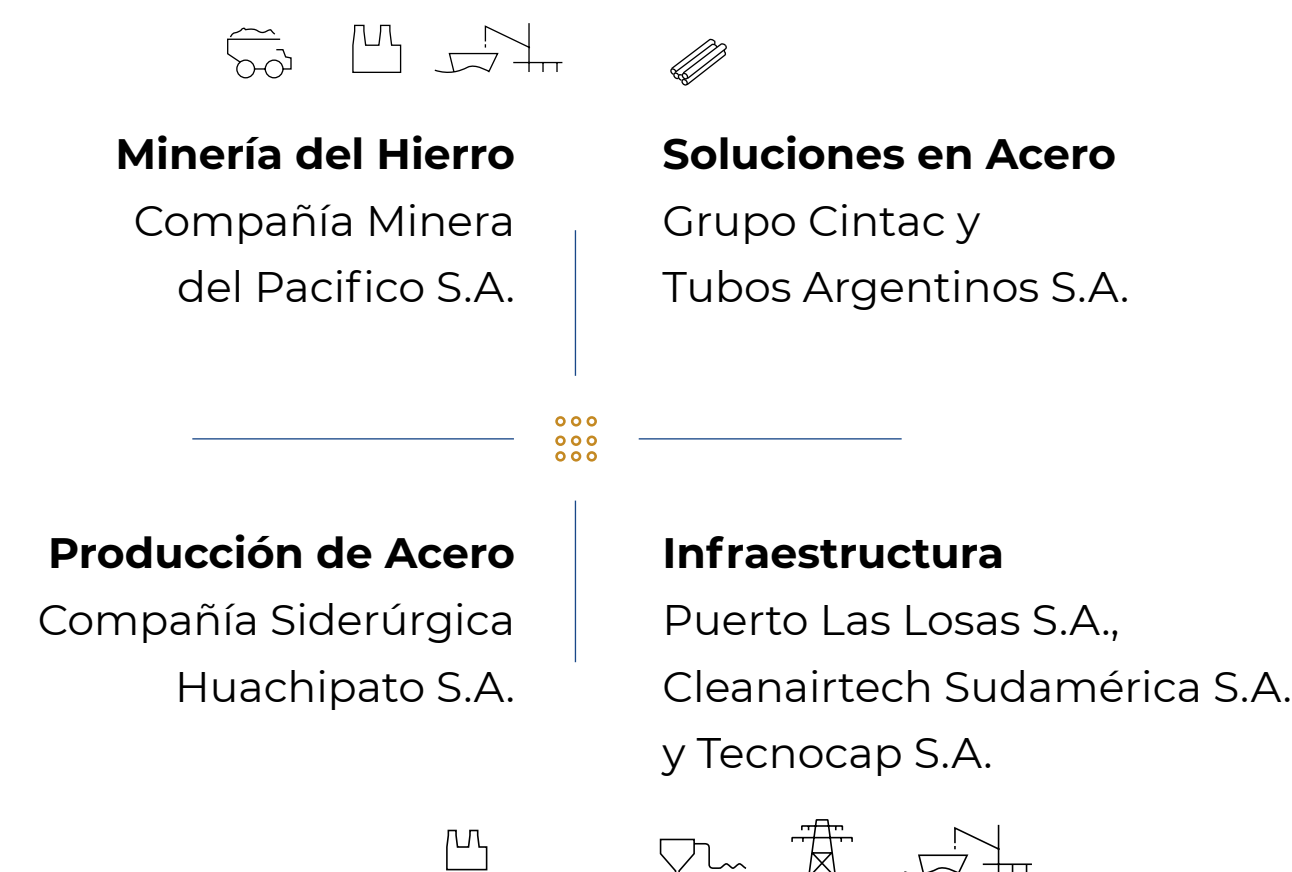 Minería del Hierro
Compañía Minera
del Pacifico S.A.
Soluciones en Acero
Grupo Cintac y
Tubos Argentinos S.A.
Producción de Acero
Compañía Siderúrgica
Huachipato S.A.
Infraestructura
Puerto Las Losas S.A.,
Cleanairtech Sudamérica S.A.
y Tecnocap S.A.